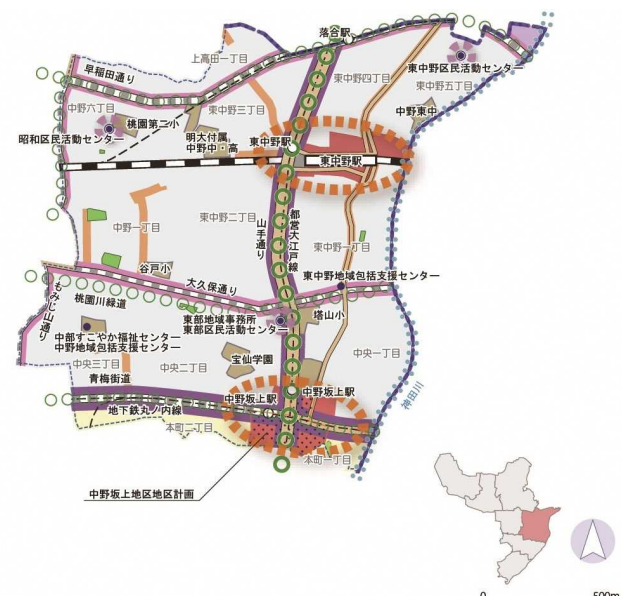 落合駅
上高田一丁目
東中野四丁目
東中野区民活動センター
早稲田通り
東中野五丁目
中野六丁目
東中野三丁目
中野東中
桃園第二小
昭和区民活動センター
明大付属
中野中・高
東中野駅
東中野駅
中野一丁目
東中野二丁目
山手通り
都営大江戸線
東中野一丁目
谷戸小
大久保通り
東中野地域包括支援センター
もみじ山通り
桃園川緑道
東部地域事務所
東部区民活動センター
塔山小
中部すこやか福祉センター
中野地域包括支援センター
宝仙学園
中央一丁目
中央三丁目
中央二丁目
青梅街道
中野坂上駅
中野坂上駅
神田川
地下鉄丸ノ内線
本町二丁目
本町一丁目
中野坂上地区地区計画
0
500m